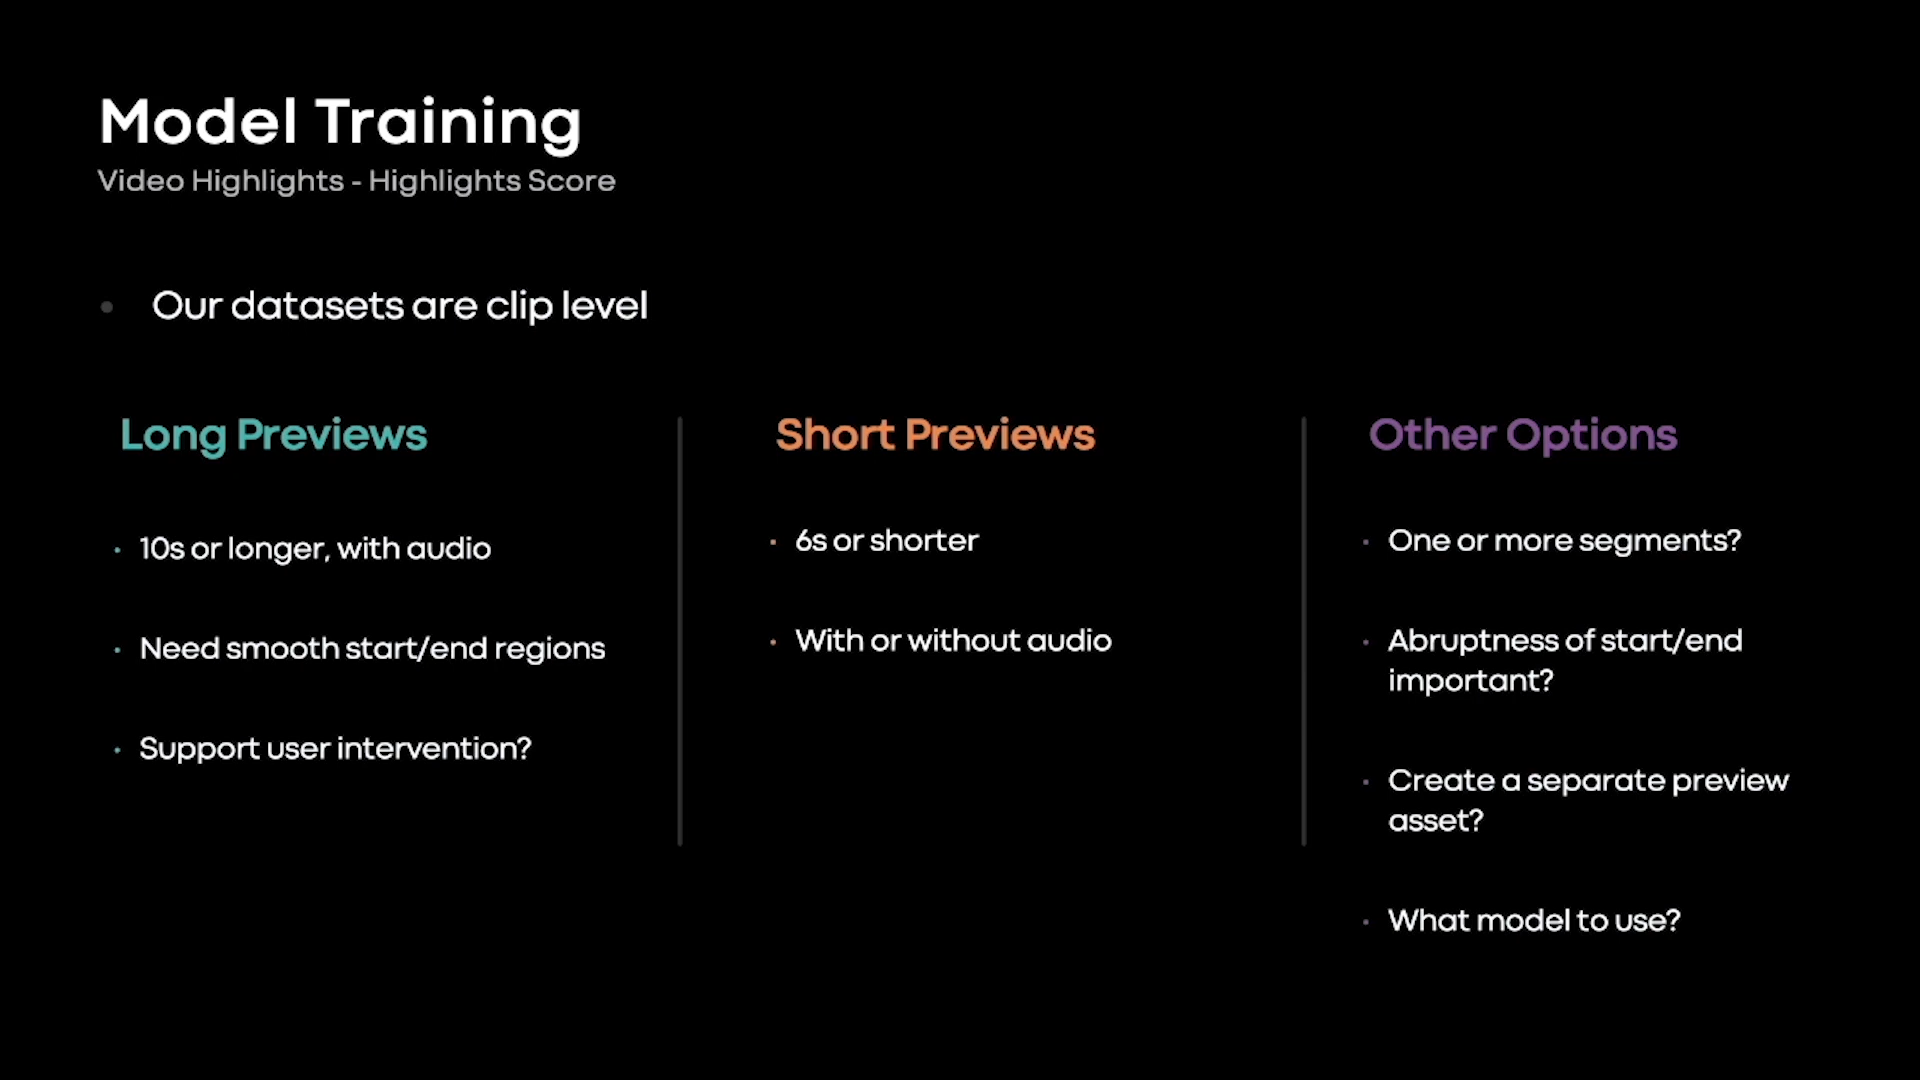 Model Training
Video Highlights - Highlights Score
Our datasets are clip level
Long Previews
10s or longer, with audio
Need smooth start/end regions
Support user intervention?
Short Previews
6s or shorter
With or without audio
Other Options
One or more segments?
Abruptness of start/end
important?
Create a separate preview
asset?
What model to use?